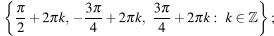 { π/2 + 2πk, −3π/4 + 2πk, 3π/4 + 2πk : k ∈ ℤ } ;